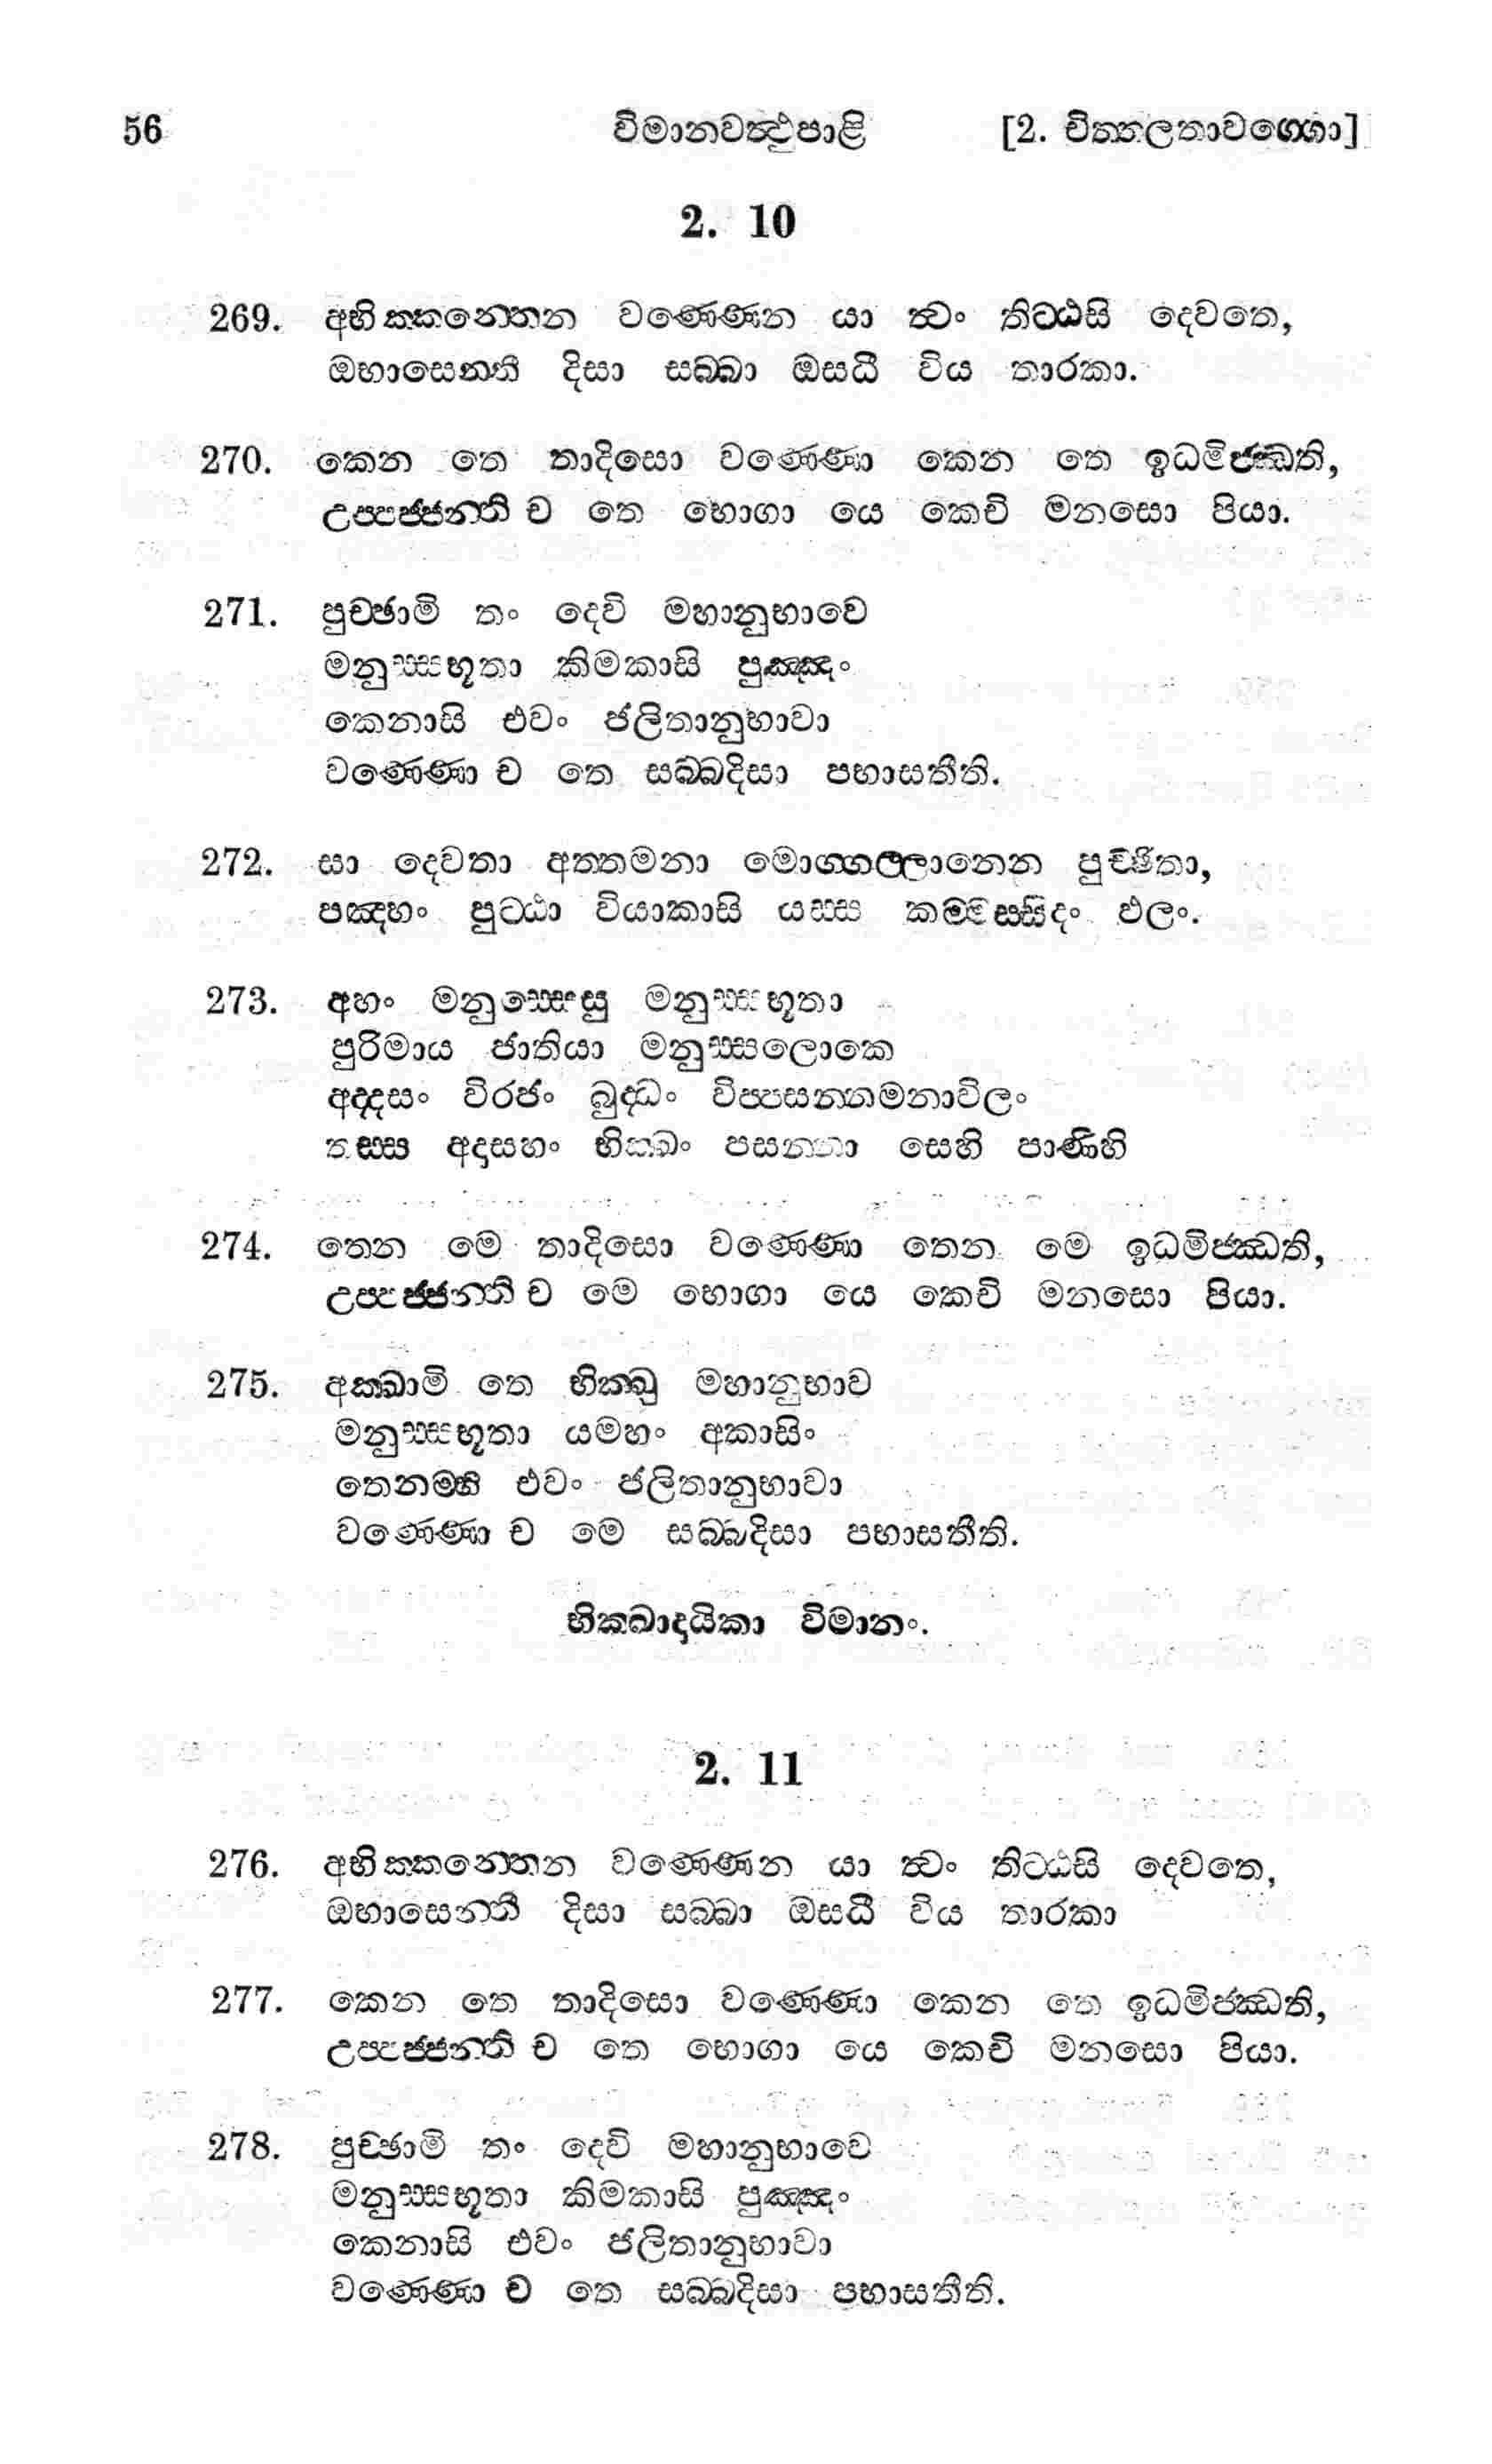 56 විමානවත්‍ථුපාළි [2. චිත්තලතාවග්ගො]
2. 10
269. අභික්කන්තෙන වණ්ණෙන යා ත්‍වං තිට්ඨසි දෙවතෙ,
ඔභාසෙන්තී දිසා සබ්බා ඔසධී විය තාරකා.
270. කෙන තෙ තාදිසො වණ්ණො කෙන තෙ ඉධමිජ්ඣති,
උප්පජ්ජන්ති ච තෙ භොගා යෙ කෙචි මනසො පියා.
271. පුච්ඡාමි තං දෙවි මහානුභාවෙ
මනුස්සභූතා කිමකාසි පුඤ්ඤං
කෙනාසි එවං ජලිතානුභාවා
වණ්ණො ච තෙ සබ්බදිසා පභාසතීති.
272. සා දෙවතා අත්තමනා මොග්ගල්ලානෙන පුච්ඡිතා,
පඤ්හං පුට්ඨා වියාකාසි යස්ස කම්මස්සිදං ඵලං.
273. අහං මනුස්සෙසු මනුස්සභූතා
පුරිමාය ජාතියා මනුස්සලොකෙ
අද්දසං විරජං බුද්ධං විප්පසන්නමනාවිලං
තස්ස අදාසහං භික්ඛං පසන්නා සෙහි පාණිහි
274. තෙන මෙ තාදිසො වණ්ණො තෙන මෙ ඉධමිජ්ඣති,
උප්පජ්ජන්ති ච මෙ භොගා යෙ කෙචි මනසො පියා.
275. අක්ඛාමි තෙ භික්ඛු මහානුභාව
මනුස්සභූතා යමහං අකාසිං
තෙනම්හි එවං ජලිතානුභාවා
වණ්ණො ච මෙ සබ්බදිසා පභාසතීති.
භික්ඛාදායිකා විමානං.
2. 11
276. අභික්කන්තෙන වණ්ණෙන යා ත්‍වං තිට්ඨසි දෙවතෙ,
ඔභාසෙන්තී දිසා සබ්බා ඔසධී විය තාරකා
277. කෙන තෙ තාදිසො වණ්ණො කෙන තෙ ඉධමිජ්ඣති,
උප්පජ්ජන්ති ච තෙ භොගා යෙ කෙචි මනසො පියා.
278. පුච්ඡාමි තං දෙවි මහානුභාවෙ
මනුස්සභූතා කිමකාසි පුඤ්ඤං
කෙනාසි එවං ජලිතානුභාවා
වණ්ණො ච තෙ සබ්බදිසා පභාසතීති.